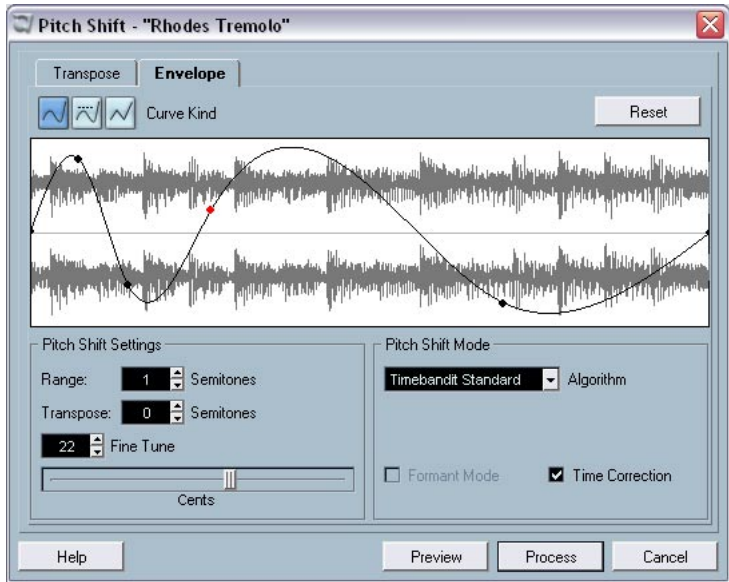 Pitch Shift - "Rhodes Tremolo"
Transpose Envelope
Curve Kind Reset
Pitch Shift Settings
Range: 1 Semitones
Transpose: 0 Semitones
22 Fine Tune
Cents
Pitch Shift Mode
Timebandit Standard Algorithm
Formant Mode Time Correction
Help Preview Process Cancel